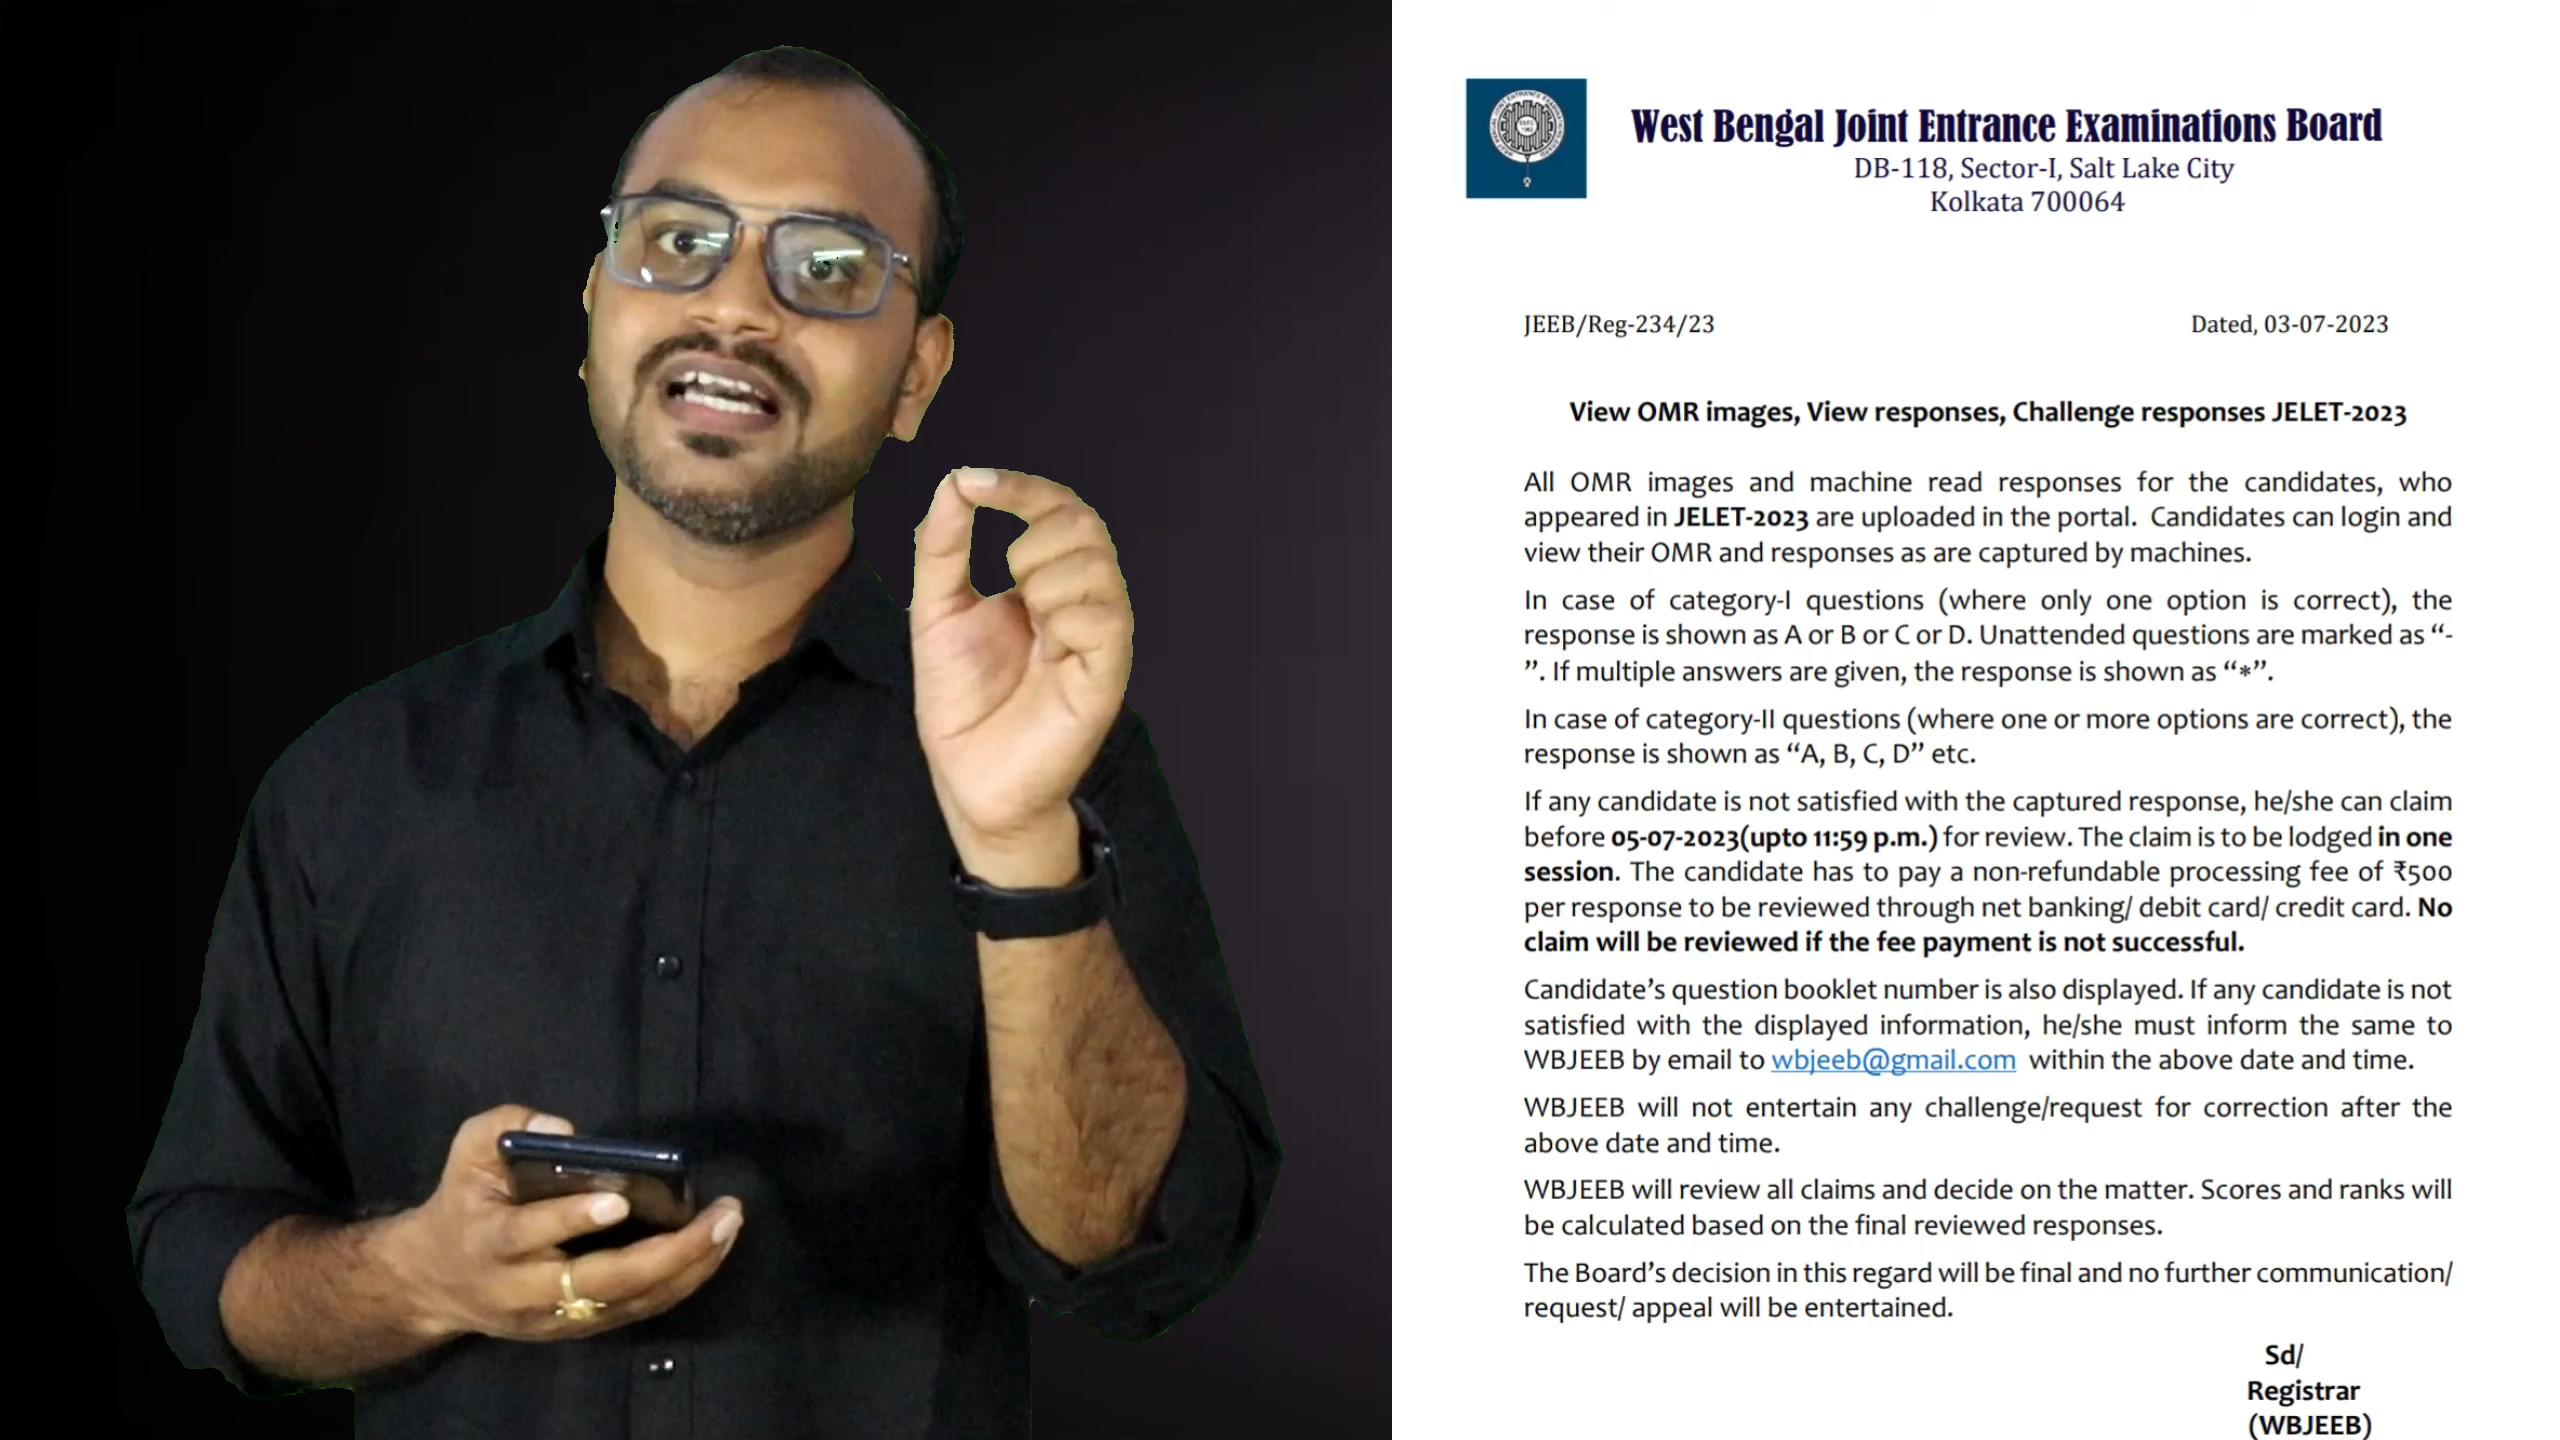 West Bengal Joint Entrance Examinations Board
DB-118, Sector-I, Salt Lake City
Kolkata 700064
JEEB/Reg-234/23 Dated, 03-07-2023
View OMR images, View responses, Challenge responses JELET-2023
All OMR images and machine read responses for the candidates, who
appeared in JELET-2023 are uploaded in the portal. Candidates can login and
view their OMR and responses as are captured by machines.
In case of category-I questions (where only one option is correct), the
response is shown as A or B or C or D. Unattended questions are marked as “-
”. If multiple answers are given, the response is shown as “*”.
In case of category-II questions (where one or more options are correct), the
response is shown as “A, B, C, D” etc.
If any candidate is not satisfied with the captured response, he/she can claim
before 05-07-2023(upto 11:59 p.m.) for review. The claim is to be lodged in one
session. The candidate has to pay a non-refundable processing fee of ₹500
per response to be reviewed through net banking/ debit card/ credit card. No
claim will be reviewed if the fee payment is not successful.
Candidate’s question booklet number is also displayed. If any candidate is not
satisfied with the displayed information, he/she must inform the same to
WBJEEB by email to wbjeeb@gmail.com within the above date and time.
WBJEEB will not entertain any challenge/request for correction after the
above date and time.
WBJEEB will review all claims and decide on the matter. Scores and ranks will
be calculated based on the final reviewed responses.
The Board’s decision in this regard will be final and no further communication/
request/ appeal will be entertained.
Sd/
Registrar
(WBJEEB)